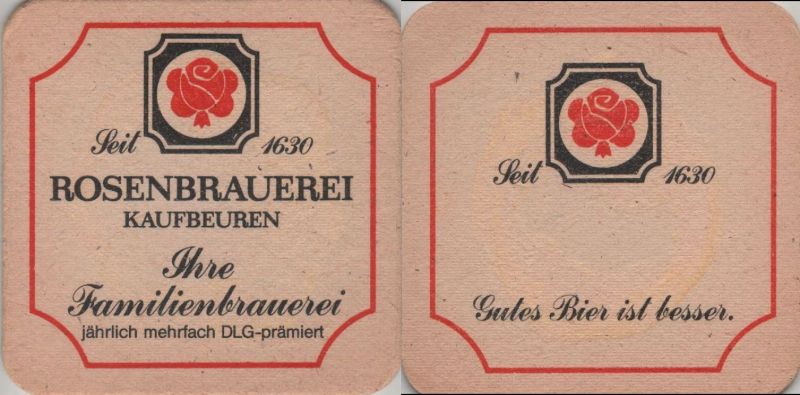 Seit 1630
ROSENBRAUEREI
KAUFBEUREN
Ihre
Familienbrauerei
jährlich mehrfach DLG-prämiert
Seit 1630
Gutes Bier ist besser.